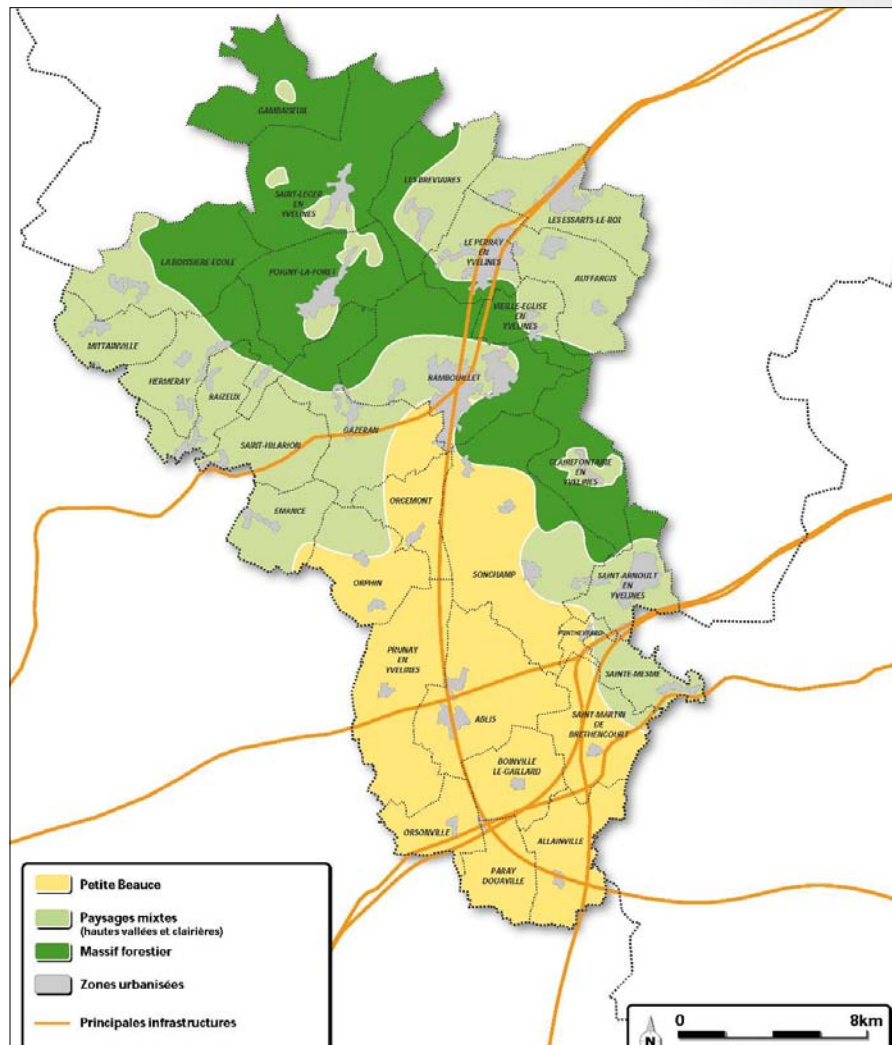 GAMBAISEUX
LES BREVIAIRES
SAINT-LEGER
EN
YVELINES
LES ESSARTS-LE-ROI
LE PERRAY
EN
YVELINES
LA BOISSIERE-ECOLE
POIGNY-LA-FORET
AUFFARGIS
VIEILLE-EGLISE
EN
YVELINES
MITTAINVILLE
HERMERAY
RAIZEUX
RAMBOUILLET
GAZERAN
SAINT-HILARION
CLAIREFONTAINE
EN
YVELINES
EMANCE
ORCEMONT
SONCHAMP
ORPHIN
SAINT-ARNOULT
EN
YVELINES
PONTHEVRARD
PRUNAY
EN
YVELINES
SAINTE-MESME
ABLIS
SAINT-MARTIN
DE
BRETHENCOURT
BOINVILLE
LE-GAILLARD
ORSONVILLE
ALLAINVILLE
PARAY
DOUAVILLE
Petite Beauce
Paysages mixtes
(hautes vallées et clairières)
Massif forestier
Zones urbanisées
Principales infrastructures
0 8km
N